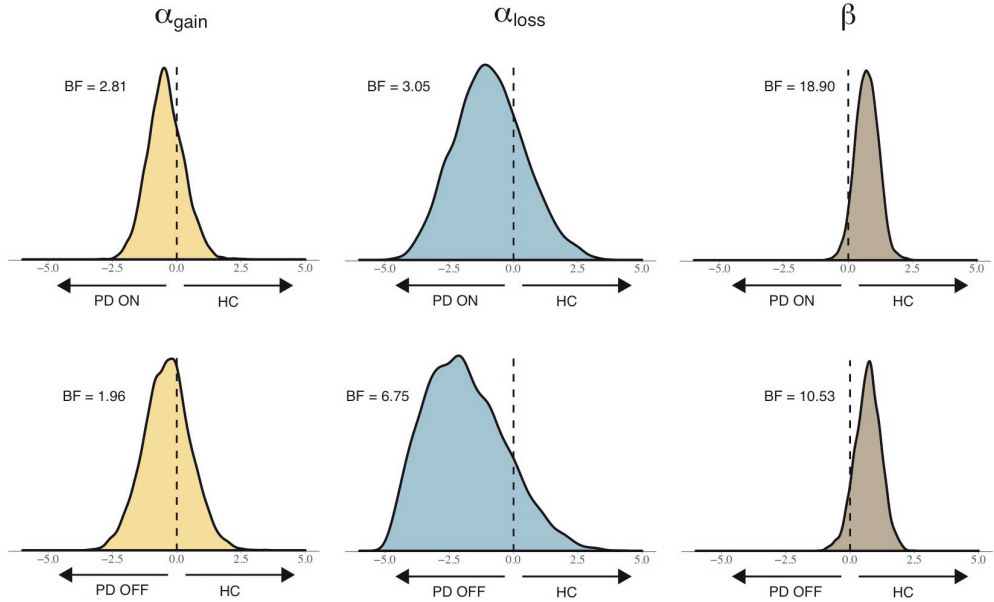 αgain αloss β
BF = 2.81 BF = 3.05 BF = 18.90
−5.0 −2.5 0.0 2.5 5.0 −5.0 −2.5 0.0 2.5 5.0 −5.0 −2.5 0.0 2.5 5.0
PD ON HC PD ON HC PD ON HC
BF = 1.96 BF = 6.75 BF = 10.53
−5.0 −2.5 0.0 2.5 5.0 −5.0 −2.5 0.0 2.5 5.0 −5.0 −2.5 0.0 2.5 5.0
PD OFF HC PD OFF HC PD OFF HC